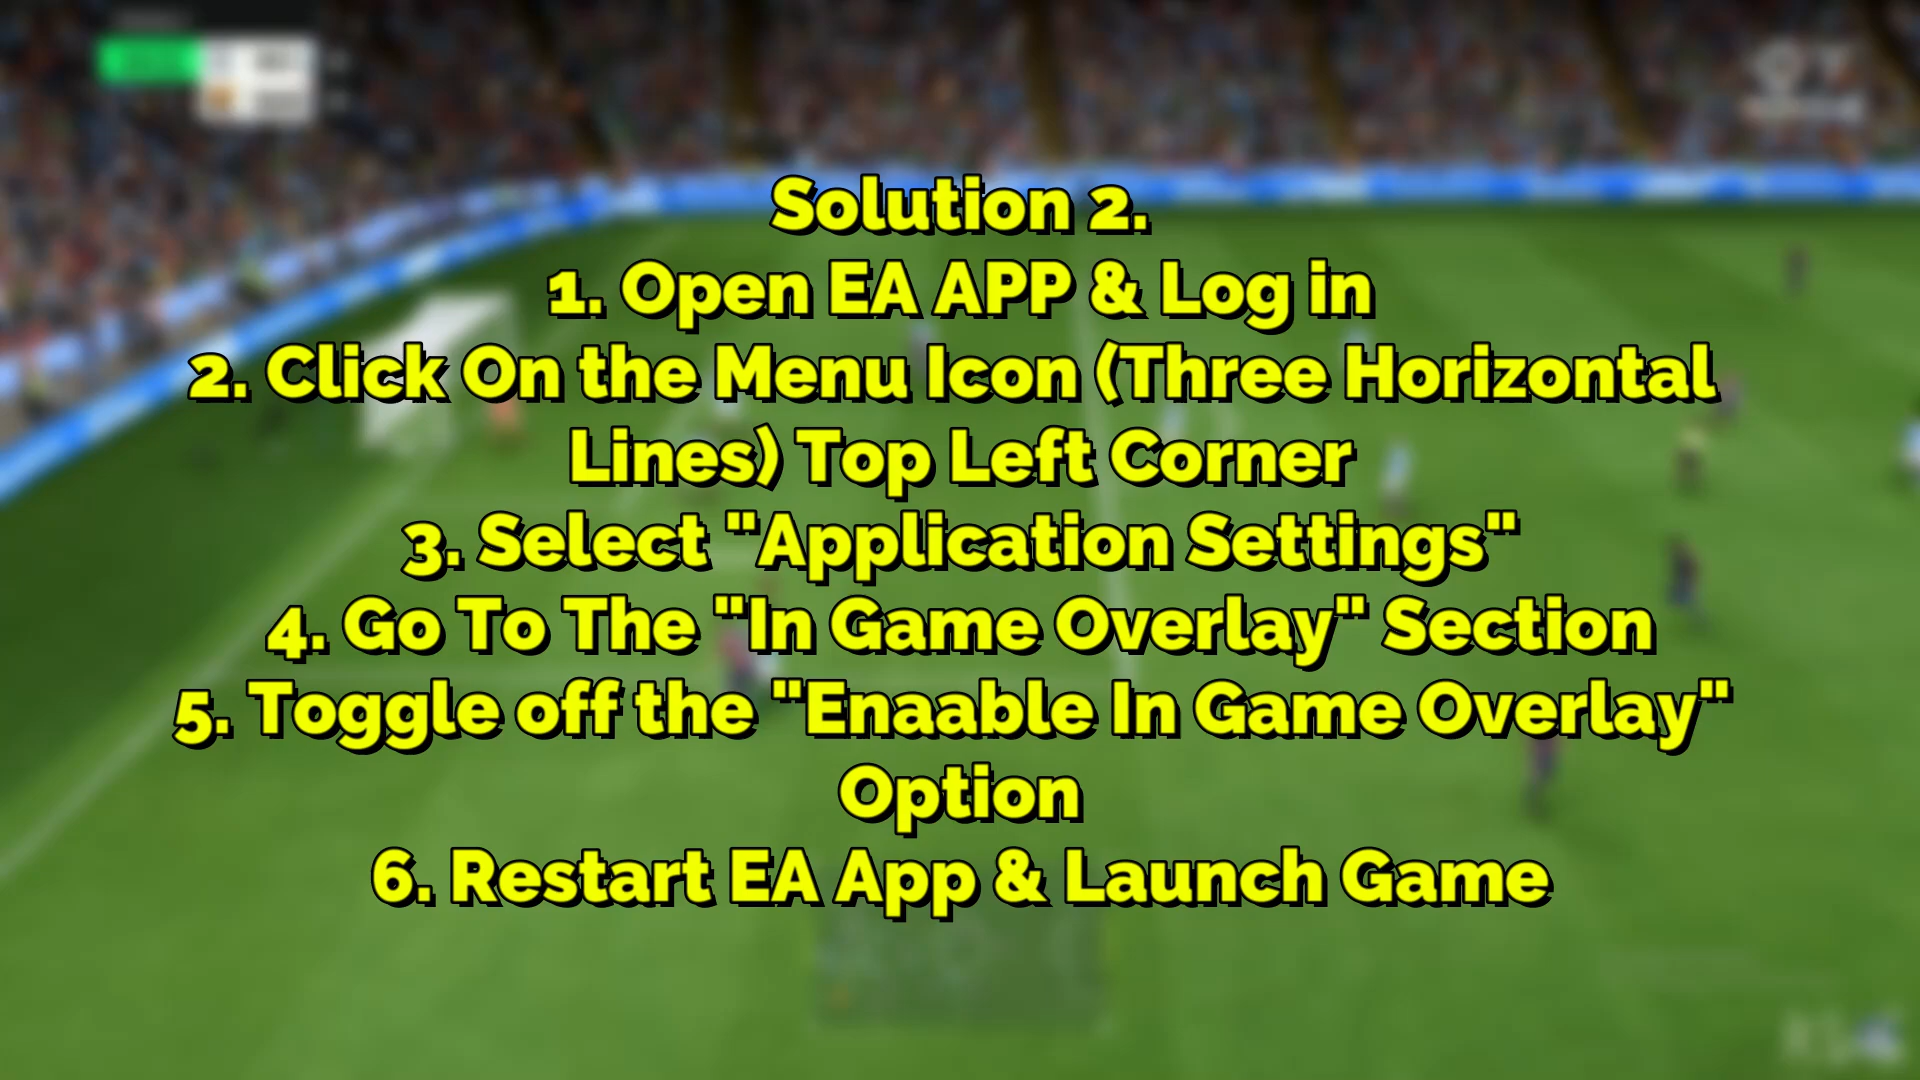 Solution 2.
1. Open EA APP & Log in
2. Click On the Menu Icon (Three Horizontal
Lines) Top Left Corner
3. Select "Application Settings"
4. Go To The "In Game Overlay" Section
5. Toggle off the "Enaable In Game Overlay"
Option
6. Restart EA App & Launch Game